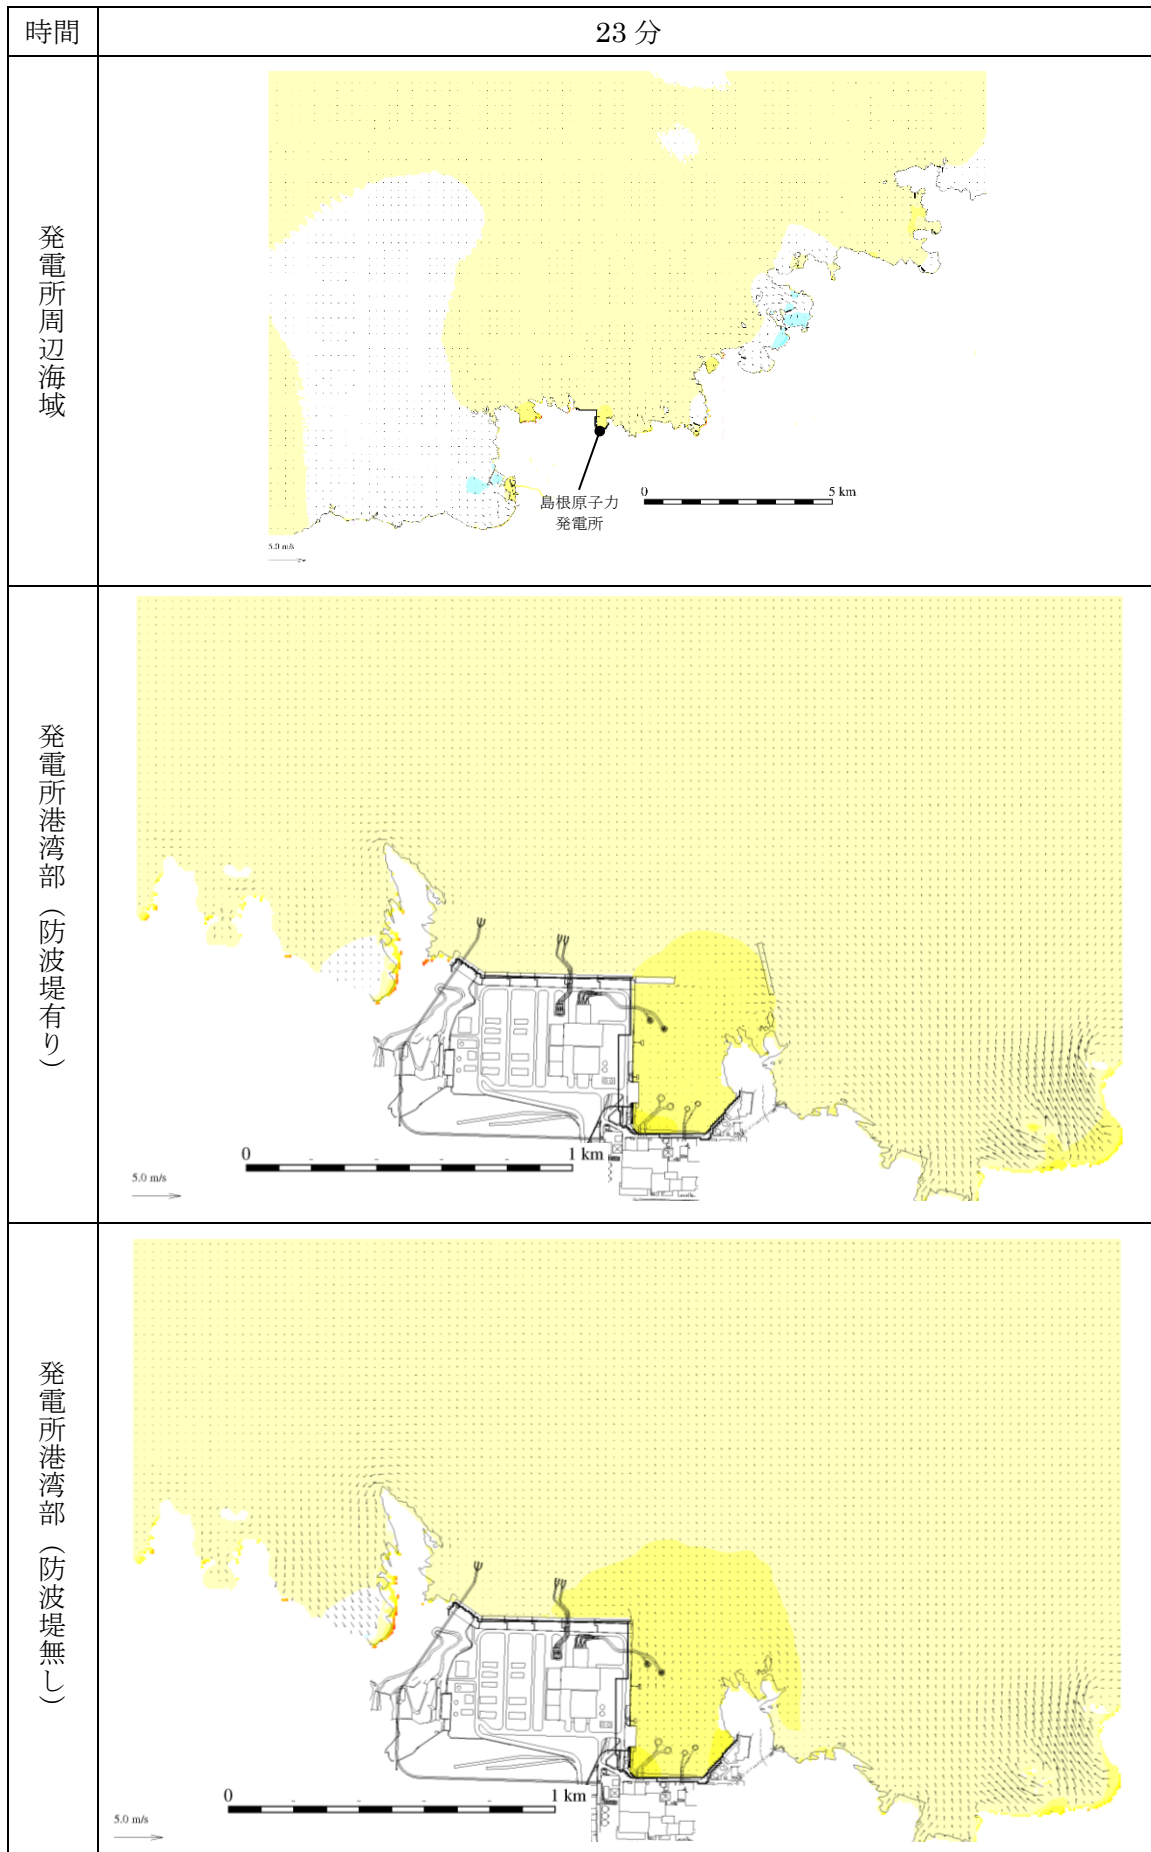 時間
23 分
発電所周辺海域
島根原子力
発電所
0
5 km
5.0 m/s
発電所港湾部（防波堤有り）
0
1 km
5.0 m/s
発電所港湾部（防波堤無し）
0
1 km
5.0 m/s